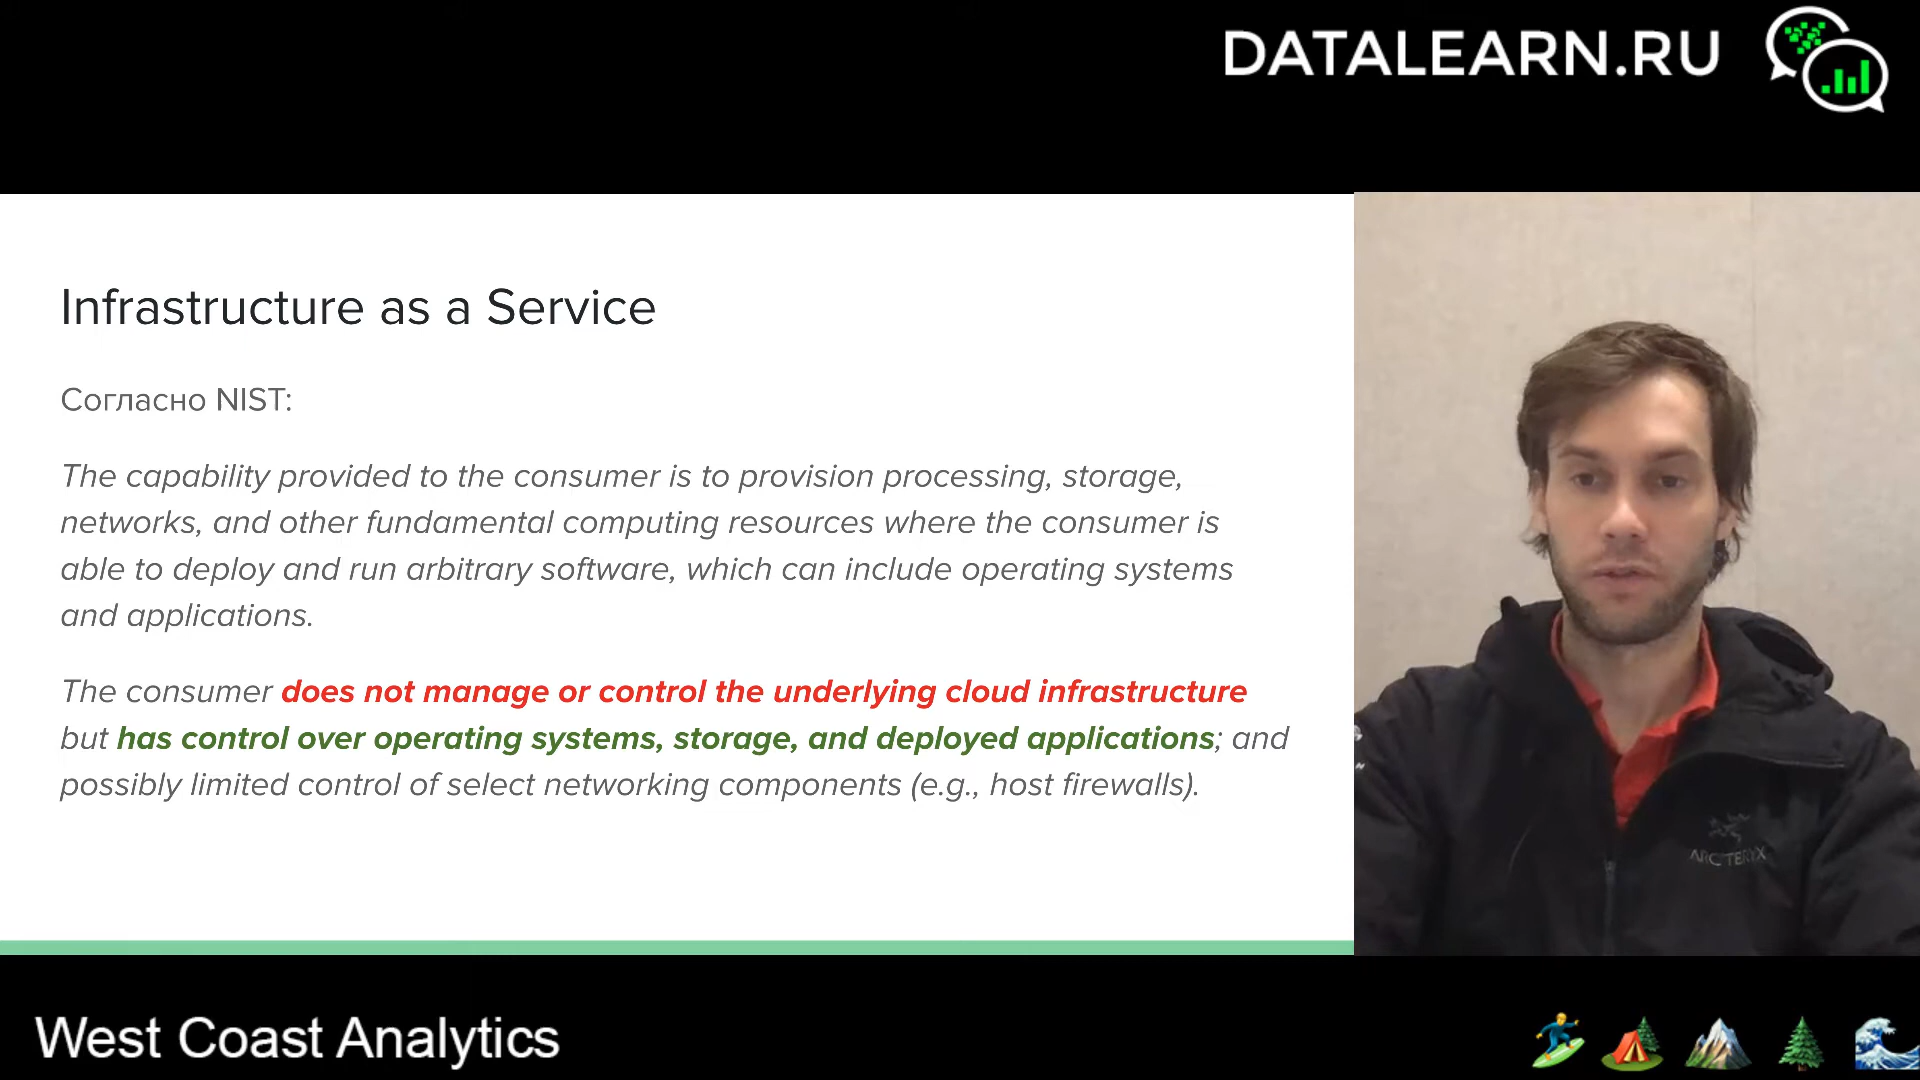 DATALEARN.RU
Infrastructure as a Service
Согласно NIST:
The capability provided to the consumer is to provision processing, storage,
networks, and other fundamental computing resources where the consumer is
able to deploy and run arbitrary software, which can include operating systems
and applications.
The consumer does not manage or control the underlying cloud infrastructure
but has control over operating systems, storage, and deployed applications; and
possibly limited control of select networking components (e.g., host firewalls).
ARC'TERYX
West Coast Analytics